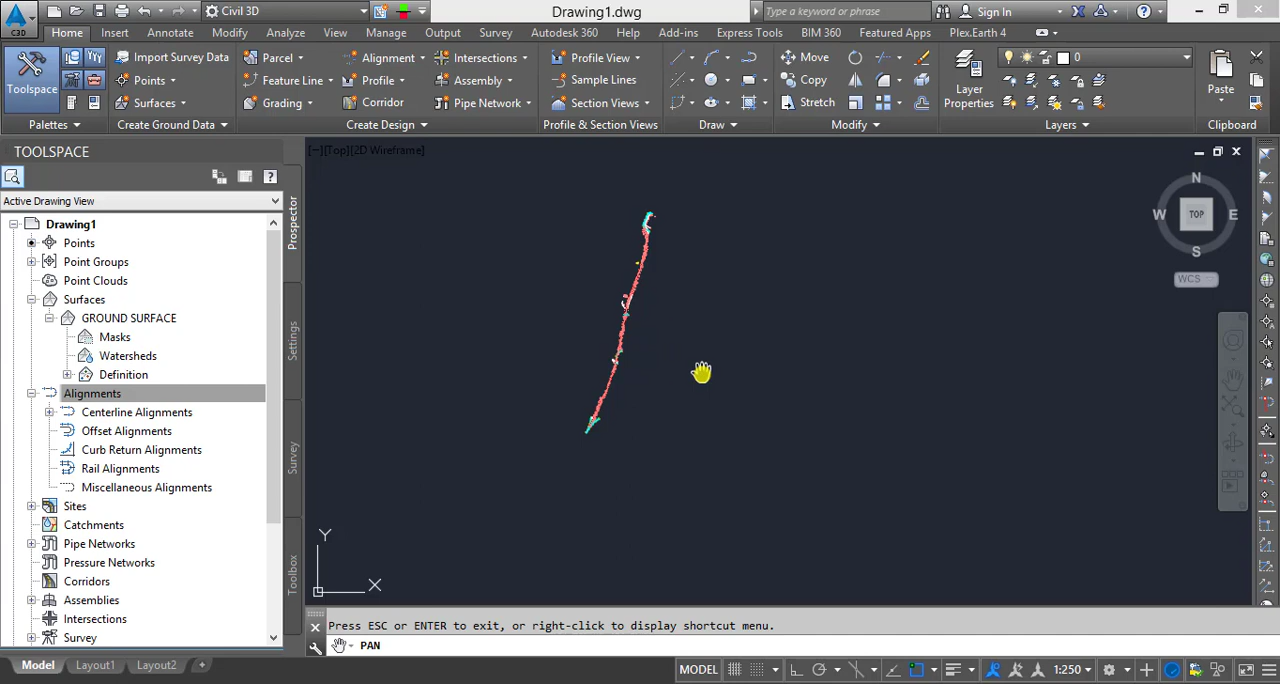 C3D
Civil 3D
Drawing1.dwg
Type a keyword or phrase
Sign In
Home Insert Annotate Modify Analyze View Manage Output Survey Autodesk 360 Help Add-ins Express Tools BIM 360 Featured Apps Plex.Earth 4
Toolspace
Import Survey Data
Points
Surfaces
Parcel
Feature Line
Grading
Alignment
Profile
Corridor
Intersections
Assembly
Pipe Network
Profile View
Sample Lines
Section Views
Move
Copy
Stretch
Layer
Properties
0
Paste
Palettes
Create Ground Data
Create Design
Profile & Section Views
Draw
Modify
Layers
Clipboard
TOOLSPACE
Active Drawing View
Drawing1
Points
Point Groups
Point Clouds
Surfaces
GROUND SURFACE
Masks
Watersheds
Definition
Alignments
Centerline Alignments
Offset Alignments
Curb Return Alignments
Rail Alignments
Miscellaneous Alignments
Sites
Catchments
Pipe Networks
Pressure Networks
Corridors
Assemblies
Intersections
Survey
Prospector
Settings
Survey
Toolbox
[−][Top][2D Wireframe]
N
W TOP E
S
WCS
Y
X
Press ESC or ENTER to exit, or right-click to display shortcut menu.
PAN
Model Layout1 Layout2 +
MODEL
1:250